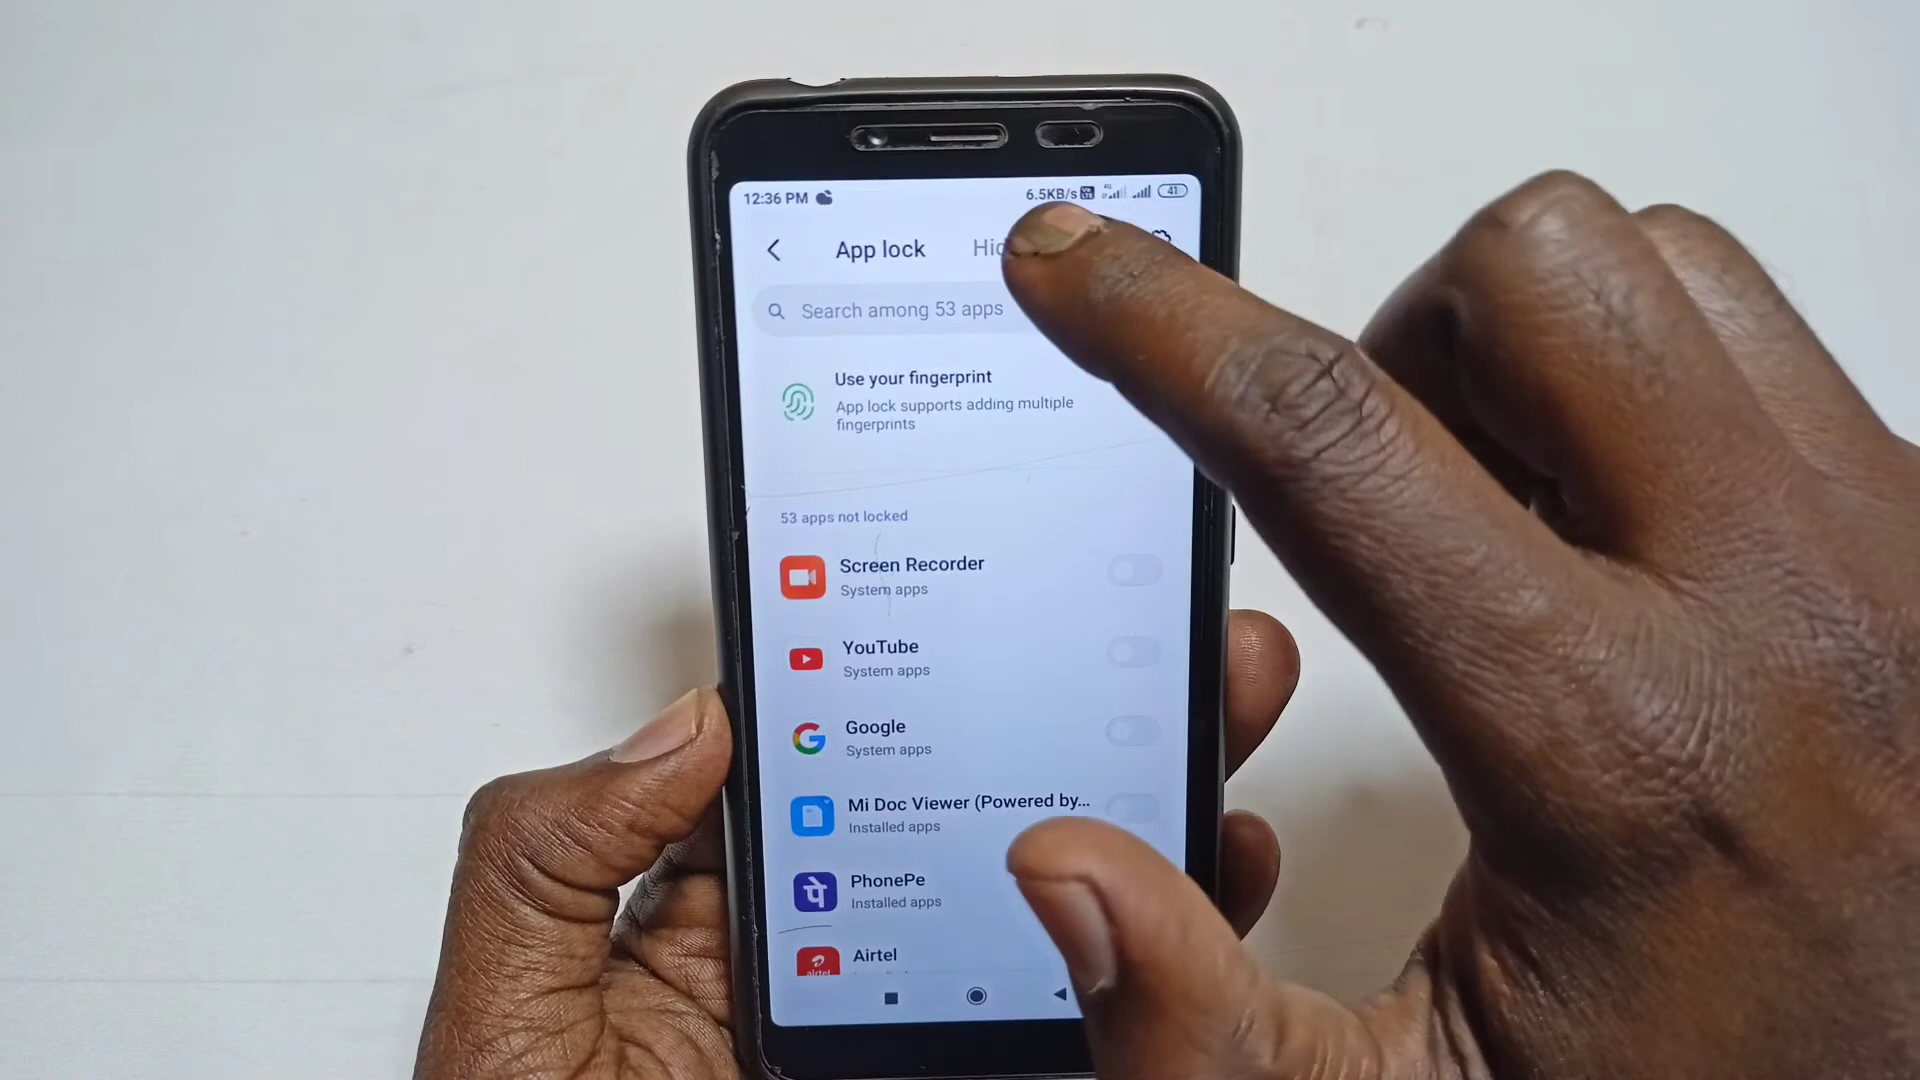 12:36 PM 6.5KB/s 41
App lock
Search among 53 apps
Use your fingerprint
App lock supports adding multiple
fingerprints
53 apps not locked
Screen Recorder
System apps
YouTube
System apps
Google
System apps
Mi Doc Viewer (Powered by...
Installed apps
पे
PhonePe
Installed apps
Airtel
airtel